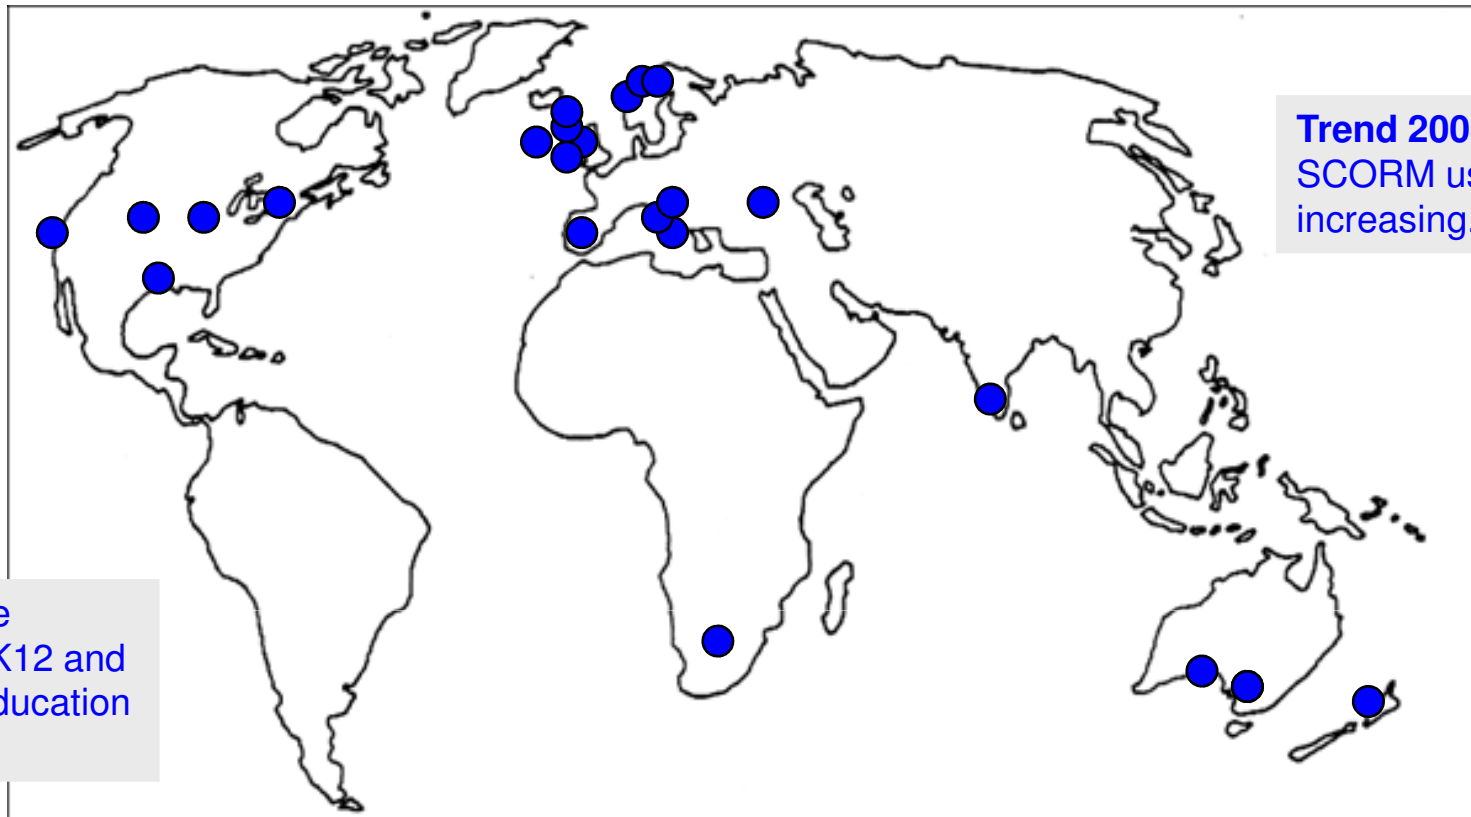 Trend 200
SCORM us
increasing.
e
K12 and
ducation